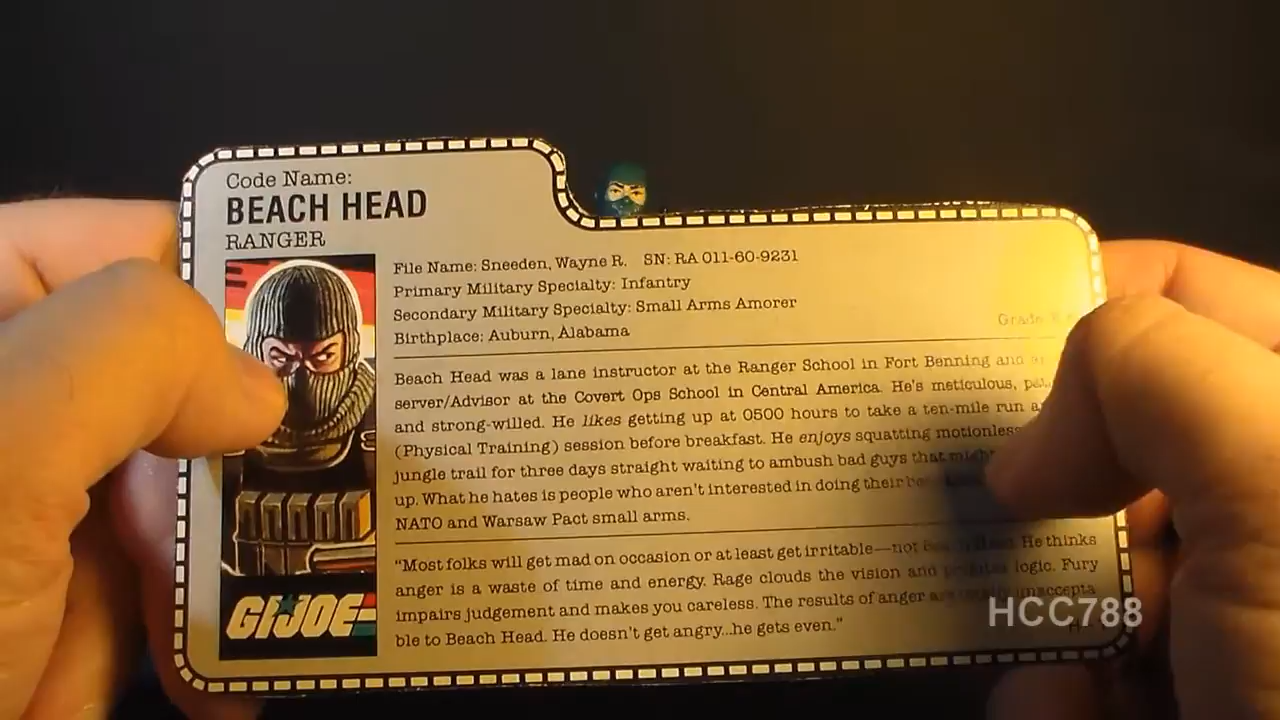 Code Name:
BEACH HEAD
RANGER
File Name: Sneeden, Wayne R. SN: RA 011-60-9231
Primary Military Specialty: Infantry
Secondary Military Specialty: Small Arms Amorer
Birthplace: Auburn, Alabama
Grade
Beach Head was a lane instructor at the Ranger School in Fort Benning and
server/Advisor at the Covert Ops School in Central America. He's meticulous,
and strong-willed. He likes getting up at 0500 hours to take a ten-mile run
(Physical Training) session before breakfast. He enjoys squatting motionless
jungle trail for three days straight waiting to ambush bad guys that might
up. What he hates is people who aren't interested in doing their
NATO and Warsaw Pact small arms.
"Most folks will get mad on occasion or at least get irritable—not Beach Head. He thinks
anger is a waste of time and energy. Rage clouds the vision and logic. Fury
impairs judgement and makes you careless. The results of anger are unaccepta
ble to Beach Head. He doesn't get angry...he gets even."
GI JOE
HCC788